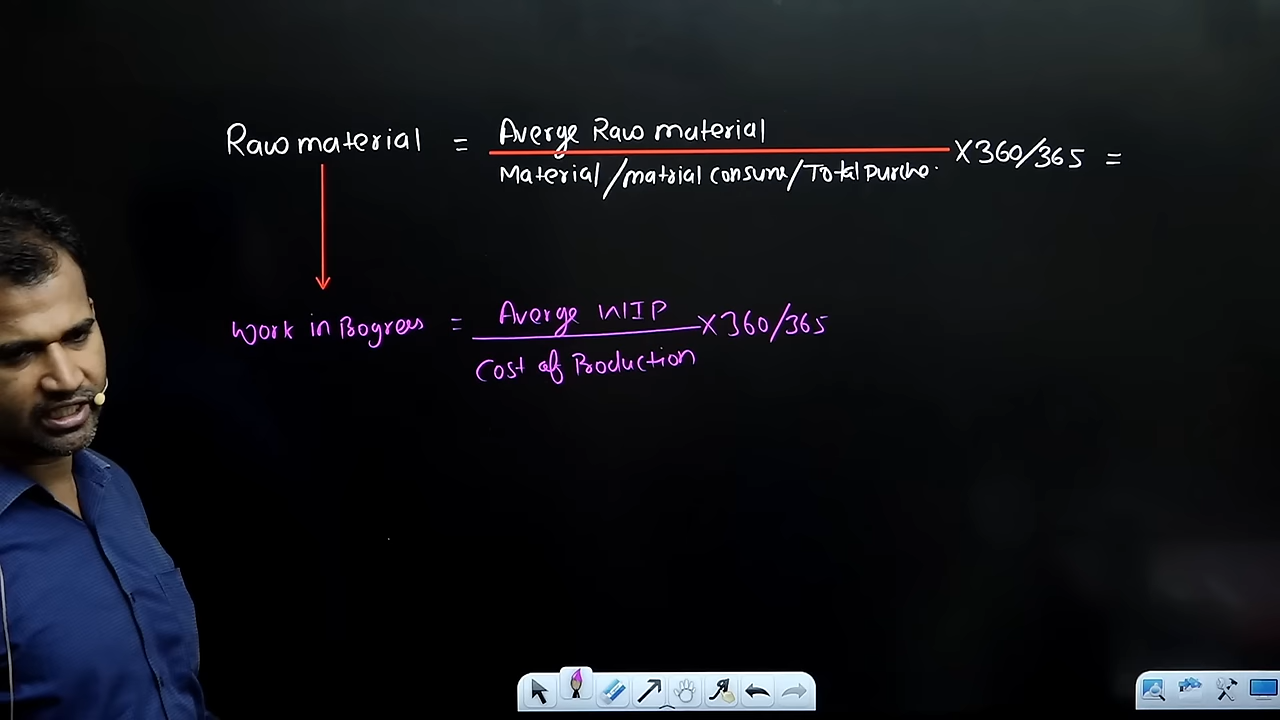 Raw material = Averge Raw material
Material/matrial consume/Total purche. X 360/365 =
Work in Progress = Averge WIP X 360/365
Cost of Production